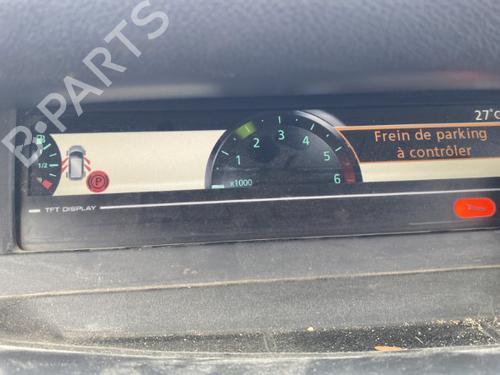 B-PARTS
27°C
Frein de parking
à contrôler
1 2 3 4 5 6
x1000
1/2
P
TFT DISPLAY